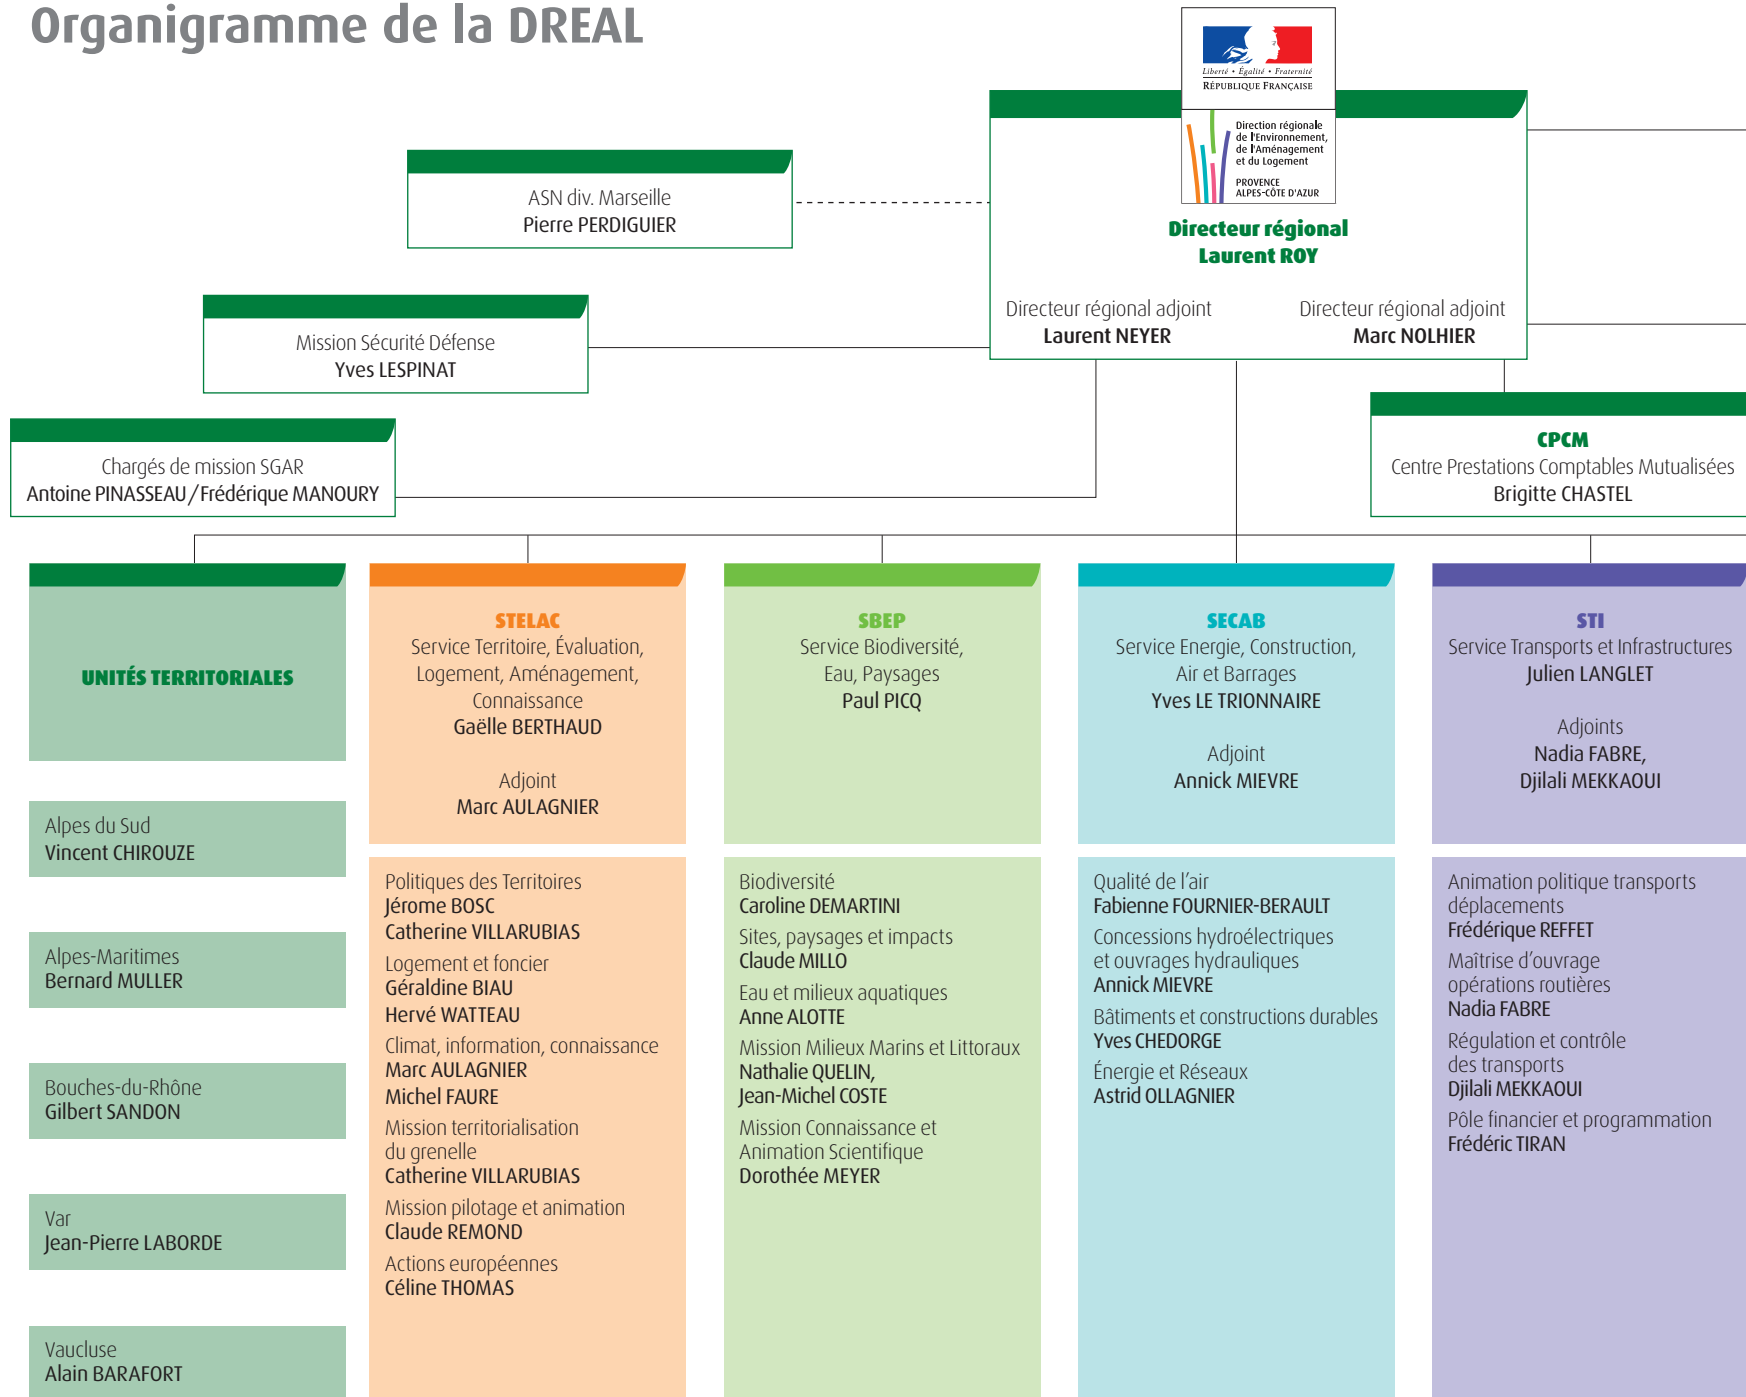 Organigramme de la DREAL
Liberté • Égalité • Fraternité
RÉPUBLIQUE FRANÇAISE
Direction régionale
de l'Environnement,
de l'Aménagement
et du Logement
PROVENCE
ALPES-CÔTE D'AZUR
Directeur régional
Laurent ROY
Directeur régional adjoint
Laurent NEYER
Directeur régional adjoint
Marc NOLHIER
ASN div. Marseille
Pierre PERDIGUIER
Mission Sécurité Défense
Yves LESPINAT
Chargés de mission SGAR
Antoine PINASSEAU/Frédérique MANOURY
CPCM
Centre Prestations Comptables Mutualisées
Brigitte CHASTEL
UNITÉS TERRITORIALES
Alpes du Sud
Vincent CHIROUZE
Alpes-Maritimes
Bernard MULLER
Bouches-du-Rhône
Gilbert SANDON
Var
Jean-Pierre LABORDE
Vaucluse
Alain BARAFORT
STELAC
Service Territoire, Évaluation,
Logement, Aménagement,
Connaissance
Gaëlle BERTHAUD
Adjoint
Marc AULAGNIER
Politiques des Territoires
Jérome BOSC
Catherine VILLARUBIAS
Logement et foncier
Géraldine BIAU
Hervé WATTEAU
Climat, information, connaissance
Marc AULAGNIER
Michel FAURE
Mission territorialisation
du grenelle
Catherine VILLARUBIAS
Mission pilotage et animation
Claude REMOND
Actions européennes
Céline THOMAS
SBEP
Service Biodiversité,
Eau, Paysages
Paul PICQ
Biodiversité
Caroline DEMARTINI
Sites, paysages et impacts
Claude MILLO
Eau et milieux aquatiques
Anne ALOTTE
Mission Milieux Marins et Littoraux
Nathalie QUELIN,
Jean-Michel COSTE
Mission Connaissance et
Animation Scientifique
Dorothée MEYER
SECAB
Service Energie, Construction,
Air et Barrages
Yves LE TRIONNAIRE
Adjoint
Annick MIEVRE
Qualité de l'air
Fabienne FOURNIER-BERAULT
Concessions hydroélectriques
et ouvrages hydrauliques
Annick MIEVRE
Bâtiments et constructions durables
Yves CHEDORGE
Énergie et Réseaux
Astrid OLLAGNIER
STI
Service Transports et Infrastructures
Julien LANGLET
Adjoints
Nadia FABRE,
Djilali MEKKAOUI
Animation politique transports
déplacements
Frédérique REFFET
Maîtrise d'ouvrage
opérations routières
Nadia FABRE
Régulation et contrôle
des transports
Djilali MEKKAOUI
Pôle financier et programmation
Frédéric TIRAN